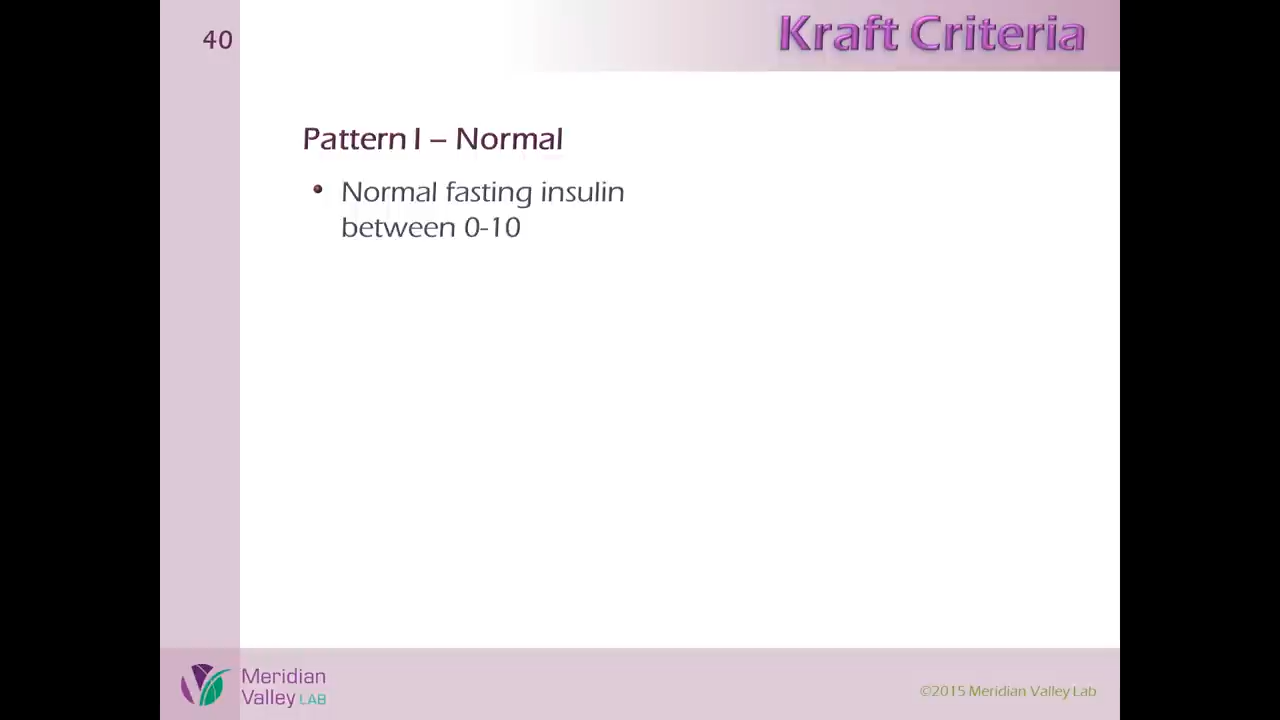 40
Kraft Criteria
Pattern I – Normal
• Normal fasting insulin
between 0-10
Meridian
Valley LAB
©2015 Meridian Valley Lab